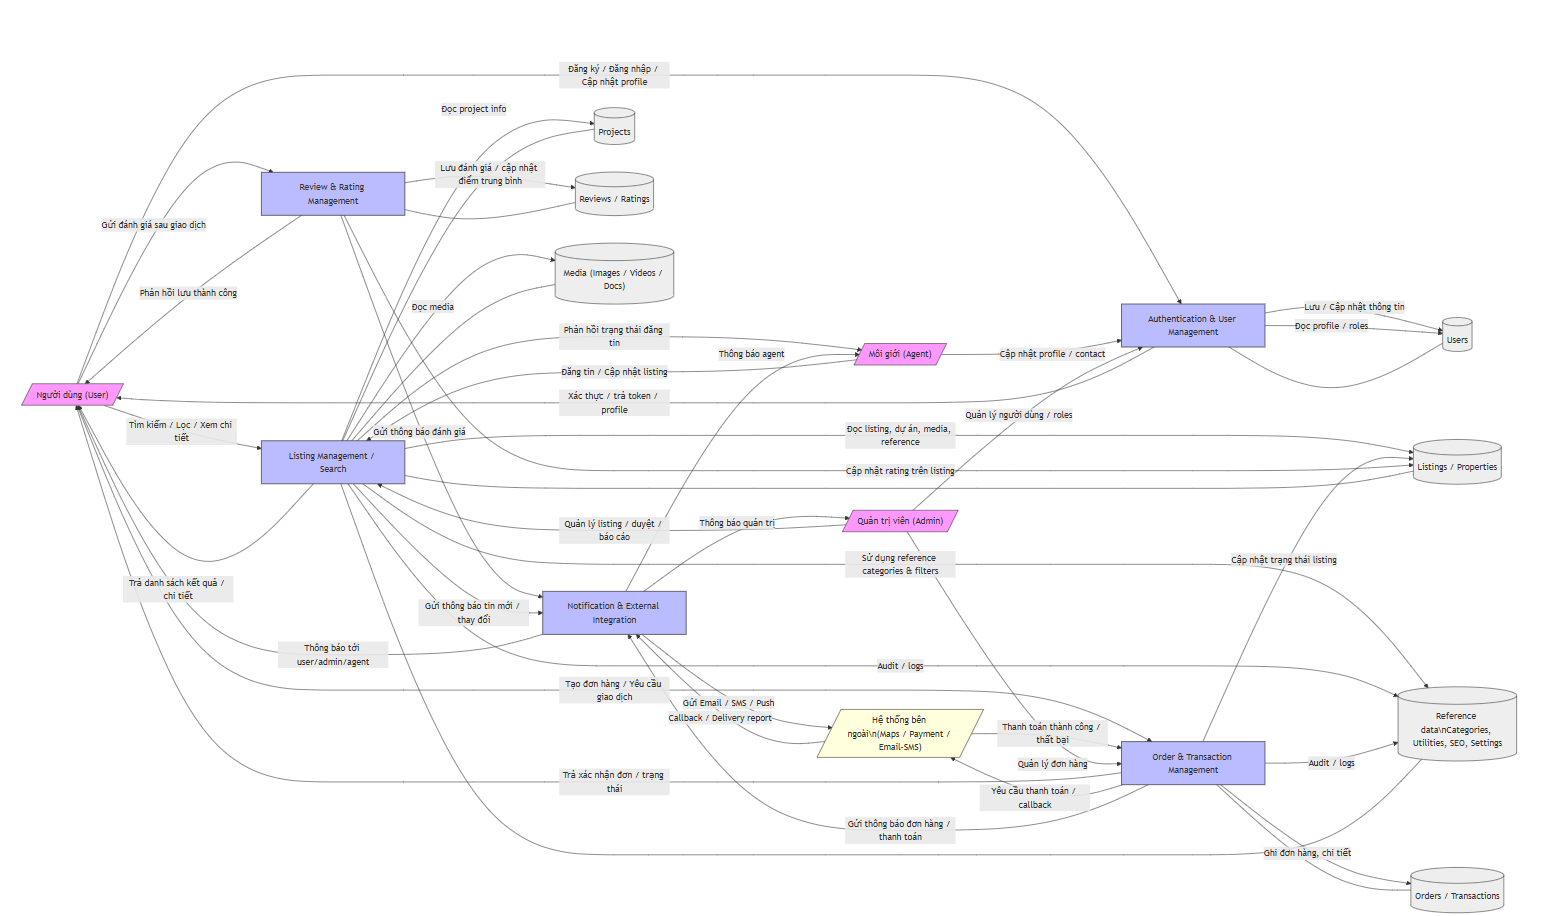 Đăng ký / Đăng nhập /
Cập nhật profile
Đọc project info
Projects
Lưu đánh giá / cập nhật
điểm trung bình
Review & Rating
Management
Reviews / Ratings
Gửi đánh giá sau giao dịch
Media (Images / Videos /
Docs)
Phản hồi lưu thành công
Đọc media
Lưu / Cập nhật thông tin
Authentication & User
Management
Đọc profile / roles
Users
Phản hồi trạng thái đăng
tin
Thông báo agent
Môi giới (Agent)
Cập nhật profile / contact
Đăng tin / Cập nhật listing
Người dùng (User)
Xác thực / trả token /
profile
Quản lý người dùng / roles
Tìm kiếm / Lọc / Xem chi
tiết
Gửi thông báo đánh giá
Đọc listing, dự án, media,
reference
Listing Management /
Search
Cập nhật rating trên listing
Listings / Properties
Quản lý listing / duyệt /
báo cáo
Thông báo quản trị
Quản trị viên (Admin)
Sử dụng reference
categories & filters
Cập nhật trạng thái listing
Trả danh sách kết quả /
chi tiết
Gửi thông báo tin mới /
thay đổi
Notification & External
Integration
Thông báo tới
user/admin/agent
Audit / logs
Tạo đơn hàng / Yêu cầu
giao dịch
Gửi Email / SMS / Push
Callback / Delivery report
Hệ thống bên
ngoài\n(Maps / Payment /
Email-SMS)
Thanh toán thành công /
thất bại
Reference
data\nCategories,
Utilities, SEO, Settings
Quản lý đơn hàng
Order & Transaction
Management
Audit / logs
Trả xác nhận đơn / trạng
thái
Yêu cầu thanh toán /
callback
Gửi thông báo đơn hàng /
thanh toán
Ghi đơn hàng, chi tiết
Orders / Transactions